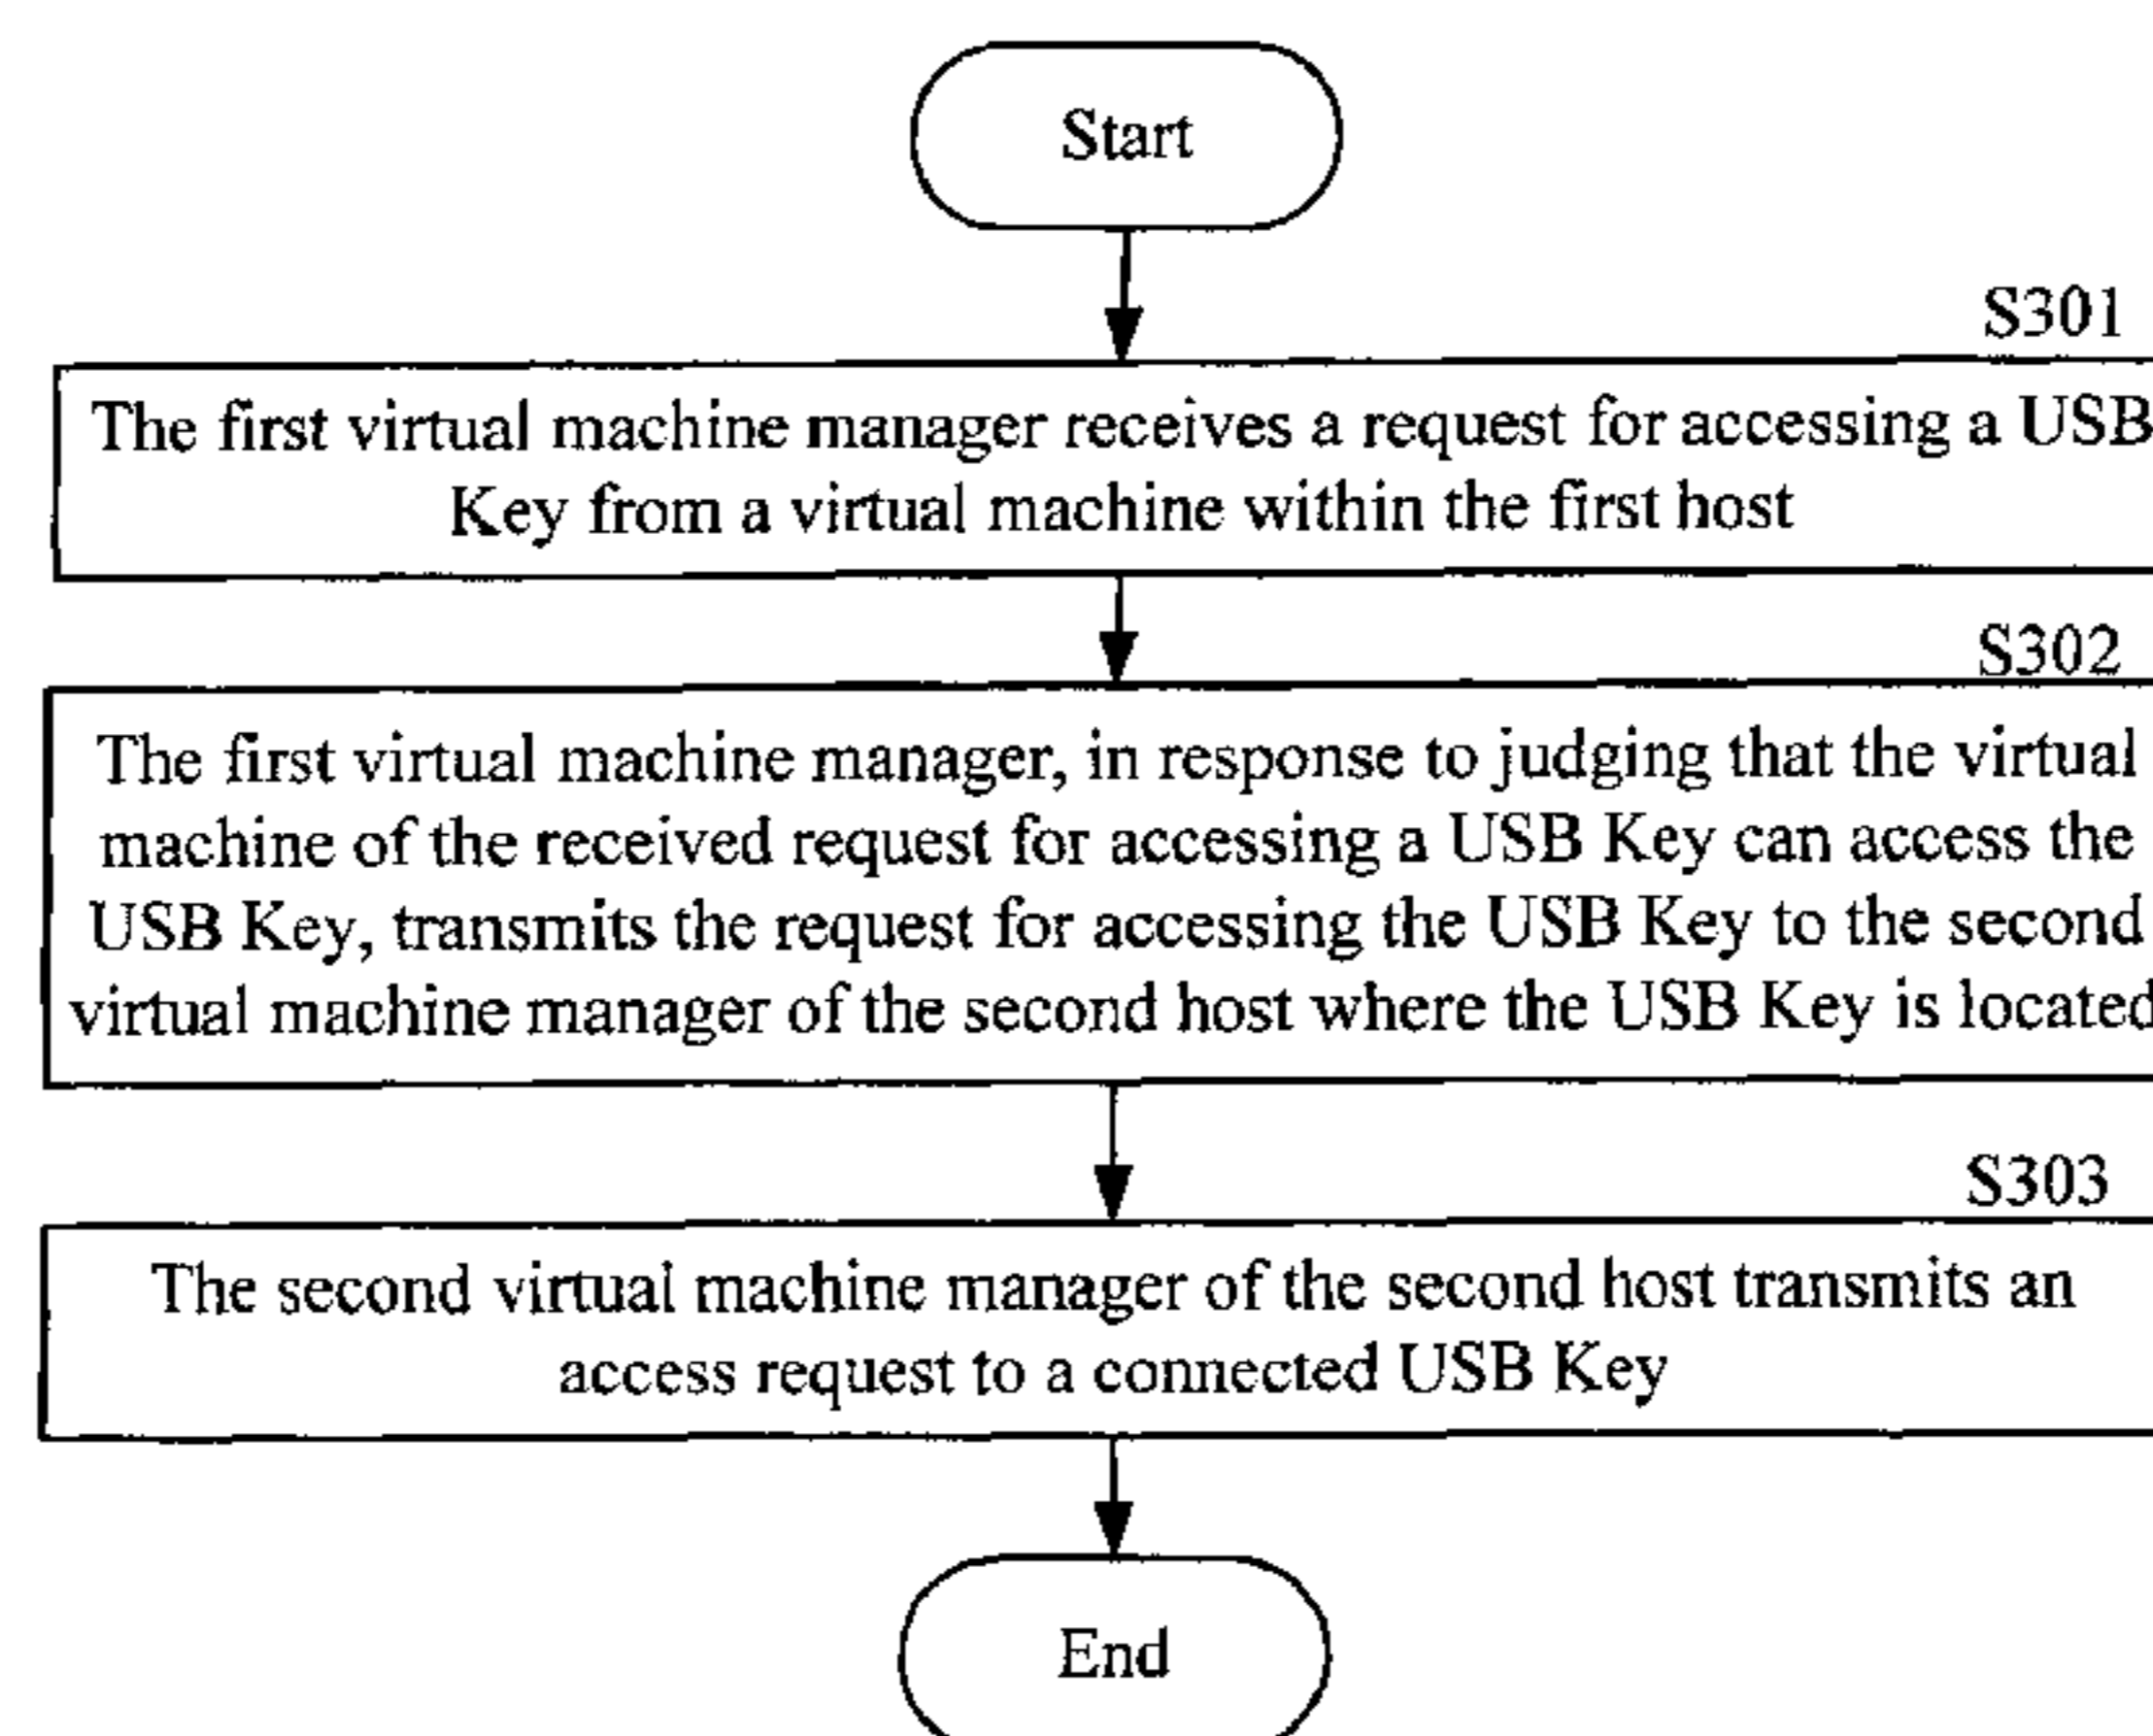 Start
S301
The first virtual machine manager receives a request for accessing a USB
Key from a virtual machine within the first host
S302
The first virtual machine manager, in response to judging that the virtual
machine of the received request for accessing a USB Key can access the
USB Key, transmits the request for accessing the USB Key to the second
virtual machine manager of the second host where the USB Key is located
S303
The second virtual machine manager of the second host transmits an
access request to a connected USB Key
End